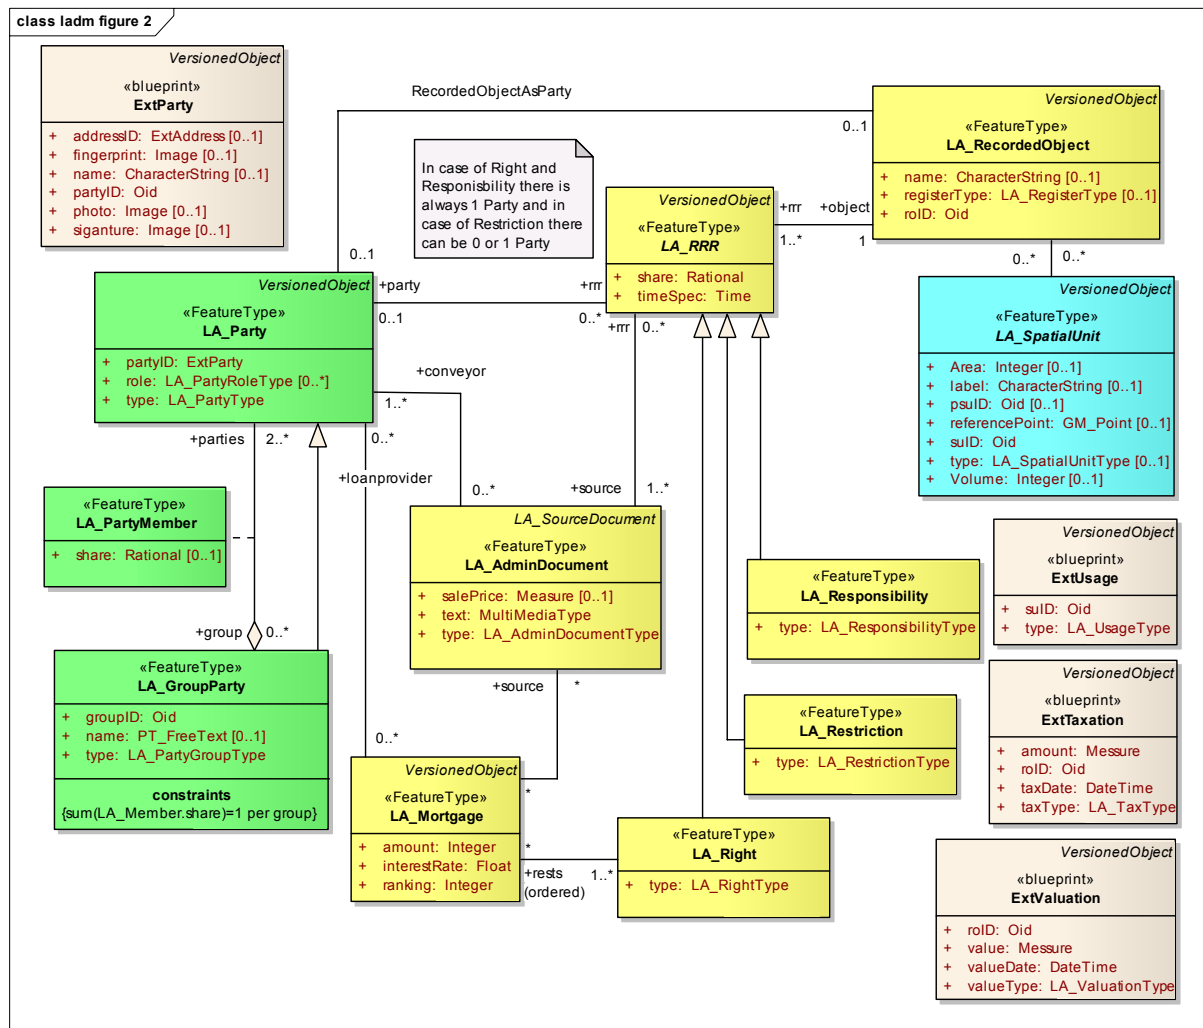 class ladm figure 2
VersionedObject
«blueprint»
ExtParty
+ addressID: ExtAddress [0..1]
+ fingerprint: Image [0..1]
+ name: CharacterString [0..1]
+ partyID: Oid
+ photo: Image [0..1]
+ siganture: Image [0..1]
RecordedObjectAsParty
0..1
0..1
In case of Right and
Responisbility there is
always 1 Party and in
case of Restriction there
can be 0 or 1 Party
VersionedObject
«FeatureType»
LA_RRR
+ share: Rational
+ timeSpec: Time
+rrr
1..*
+object
1
VersionedObject
«FeatureType»
LA_RecordedObject
+ name: CharacterString [0..1]
+ registerType: LA_RegisterType [0..1]
+ roID: Oid
0..*
0..*
VersionedObject
«FeatureType»
LA_SpatialUnit
+ Area: Integer [0..1]
+ label: CharacterString [0..1]
+ psuID: Oid [0..1]
+ referencePoint: GM_Point [0..1]
+ suID: Oid
+ type: LA_SpatialUnitType [0..1]
+ Volume: Integer [0..1]
VersionedObject
«FeatureType»
LA_Party
+ partyID: ExtParty
+ role: LA_PartyRoleType [0..*]
+ type: LA_PartyType
+party
0..1
+rrr
0..*
+rrr
0..*
+conveyor
1..*
0..*
+source
1..*
+parties
2..*
0..*
+loanprovider
«FeatureType»
LA_PartyMember
+ share: Rational [0..1]
LA_SourceDocument
«FeatureType»
LA_AdminDocument
+ salePrice: Measure [0..1]
+ text: MultiMediaType
+ type: LA_AdminDocumentType
«FeatureType»
LA_Responsibility
+ type: LA_ResponsibilityType
VersionedObject
«blueprint»
ExtUsage
+ suID: Oid
+ type: LA_UsageType
+group
0..*
«FeatureType»
LA_GroupParty
+ groupID: Oid
+ name: PT_FreeText [0..1]
+ type: LA_PartyGroupType
constraints
{sum(LA_Member.share)=1 per group}
+source
*
0..*
*
«FeatureType»
LA_Restriction
+ type: LA_RestrictionType
VersionedObject
«blueprint»
ExtTaxation
+ amount: Messure
+ roID: Oid
+ taxDate: DateTime
+ taxType: LA_TaxType
VersionedObject
«FeatureType»
LA_Mortgage
+ amount: Integer
+ interestRate: Float
+ ranking: Integer
*
+rests
(ordered)
1..*
«FeatureType»
LA_Right
+ type: LA_RightType
VersionedObject
«blueprint»
ExtValuation
+ roID: Oid
+ value: Messure
+ valueDate: DateTime
+ valueType: LA_ValuationType